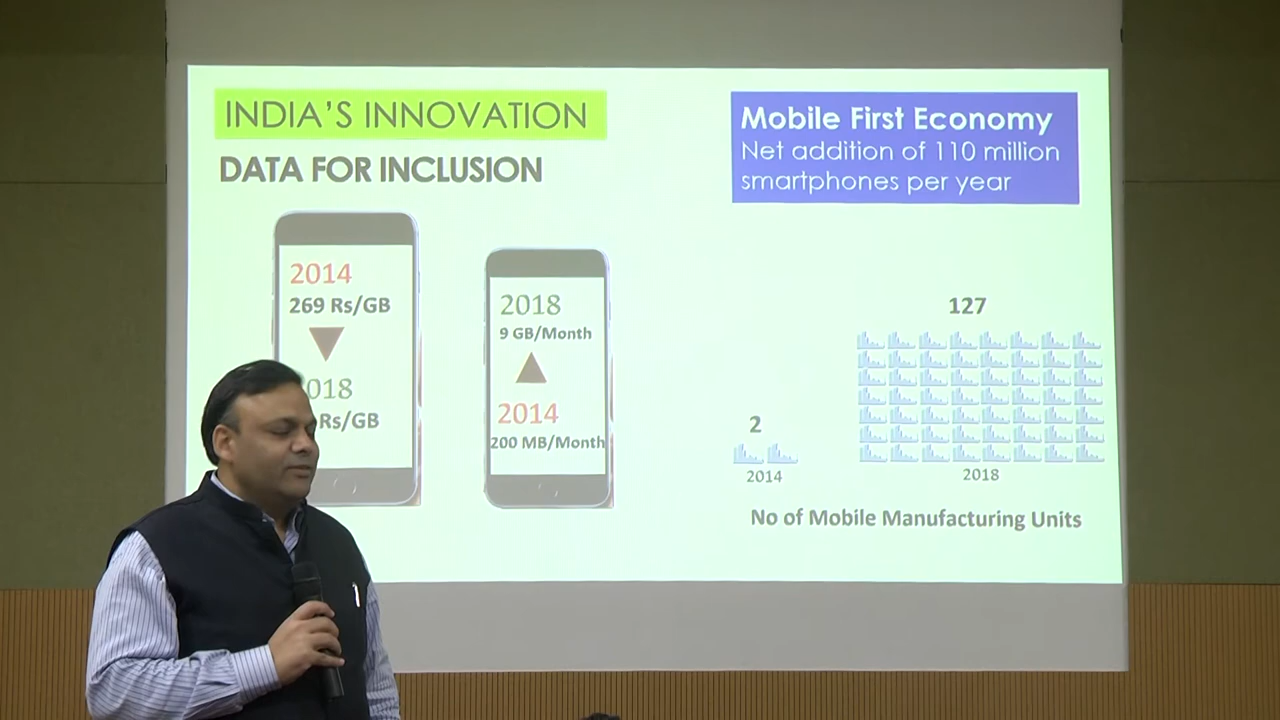 INDIA'S INNOVATION
DATA FOR INCLUSION
2014
269 Rs/GB
018
Rs/GB
2018
9 GB/Month
2014
200 MB/Month
Mobile First Economy
Net addition of 110 million
smartphones per year
2
2014
127
2018
No of Mobile Manufacturing Units